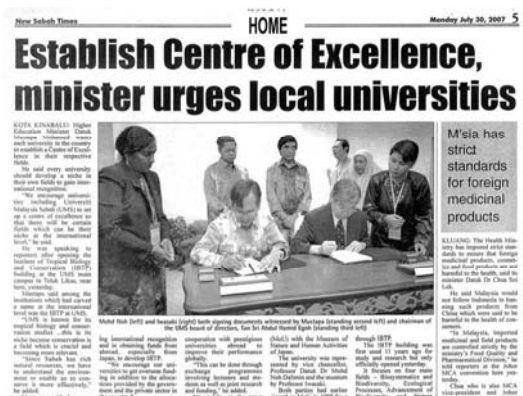 New Sabah Times
HOME
Monday July 30, 2007 5
Establish Centre of Excellence,
minister urges local universities
KOTA KINABALU: Higher
Education Minister Datuk
Mustapa Mohamed wants
each university in the country
to establish a Centre of Excel-
lence in their respective
fields.
He said every university
should develop a niche in
their own fields to gain inter-
national recognition.
"We encourage universi-
ties including Universiti
Malaysia Sabah (UMS) to set
up a centre of excellence so
that there will be certain
fields which can be their
niche at the international
level," he said.
He was speaking to
reporters after opening the
Institute of Tropical Biology
and Conservation (IBTP)
building at the UMS main
campus in Teluk Likas, near
here, yesterday.
Mustapa said among the
institutions which had carved
a name at the international
level was the IBTP at UMS.
"UMS is known for its
tropical biology and conser-
vation studies ...this is its
niche because conservation is
a field which is crucial and
becoming more relevant.
"Since Sabah has rich
natural resources, we have
to understand the environ-
ment so enable us to con-
serve it more effectively,"
he added.
Mohd Noh (left) and Iwatsuki (right) both signing documents witnessed by Mustapa (standing second left) and chairman of
the UMS board of directors, Tan Sri Abdul Hamid Egoh (standing third left)
ing international recognition
and in obtaining funds from
abroad, especially from
Japan, to develop IBTP.
"We encourage our uni-
versities to get overseas fund-
ing in addition to the alloca-
tions provided by the govern-
ment and the private sector in
cooperation with prestigious
universities abroad to
improve their performance
globally.
"This can be done through
exchange programmes
involving lectures and stu-
dents as well as joint research
and funding," he added.
(MoU) with the Museum of
Nature and Human Activities
of Japan.
The university was repre-
sented by vice chancellor,
Professor Datuk Dr Mohd
Noh Dalimin and the museum
by Professor Iwatsuki.
Both parties had earlier
through IBTP.
The IBTP building was
first used 11 years ago for
study and research but only
officially opened yesterday.
It focuses on four main
fields – Biosystematics and
Biodiversity, Ecological
Processes, Advancement of
M'sia has
strict
standards
for foreign
medicinal
products
KLUANG: The Health Min-
istry has imposed strict stan-
dards to ensure that foreign
medicinal products, cosmet-
ics and food products are not
harmful to the health, said its
minister Datuk Dr Chua Soi
Lek.
He said Malaysia would
not follow Indonesia in ban-
ning such products from
China which were said to be
harmful to the health of con-
sumers.
"In Malaysia, imported
medicinal and food products
are controlled strictly by the
ministry's Food Quality and
Pharmaceutical Division," he
told reporters at the Johor
MCA convention here yes-
terday.
Chua who is also MCA
vice-president and Johor